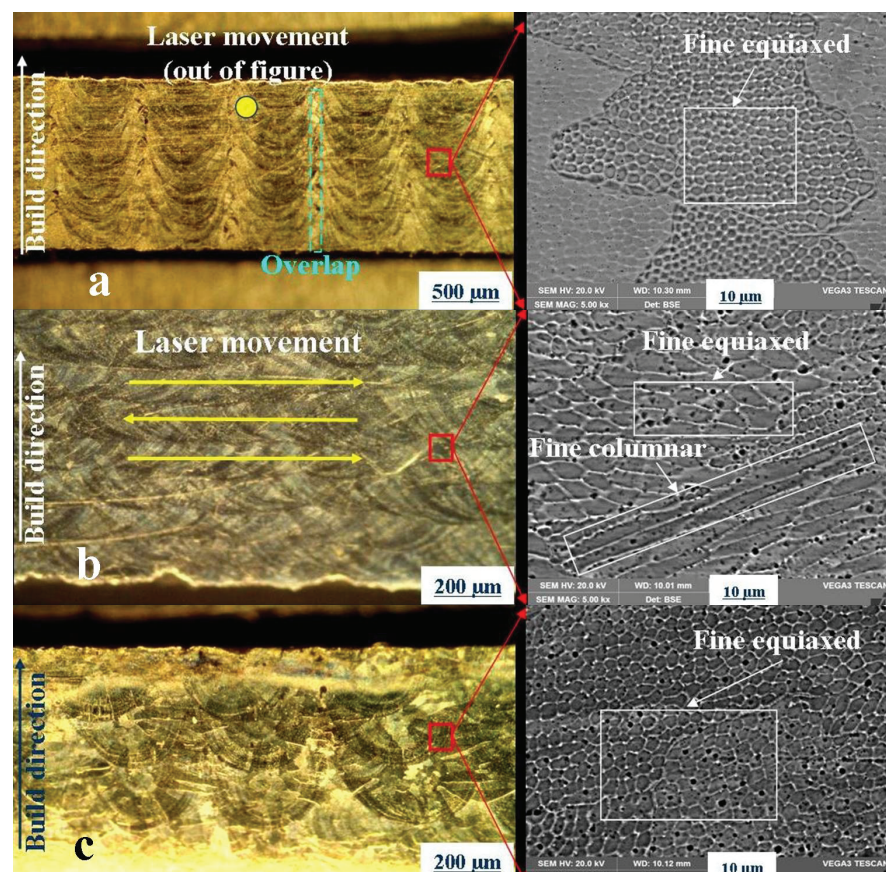 Laser movement
(out of figure)
Build direction
Overlap
a
500 μm
Fine equiaxed
SEM HV: 20.0 kV
WD: 10.30 mm
VEGA3 TESCAN
SEM MAG: 5.00 kx
Det: BSE
10 μm
Laser movement
Build direction
b
200 μm
Fine equiaxed
Fine columnar
SEM HV: 20.0 kV
WD: 10.01 mm
VEGA3 TESCAN
SEM MAG: 5.00 kx
Det: BSE
10 μm
Build direction
c
200 μm
Fine equiaxed
SEM HV: 20.0 kV
WD: 10.12 mm
VEGA3 TESCAN
10 μm